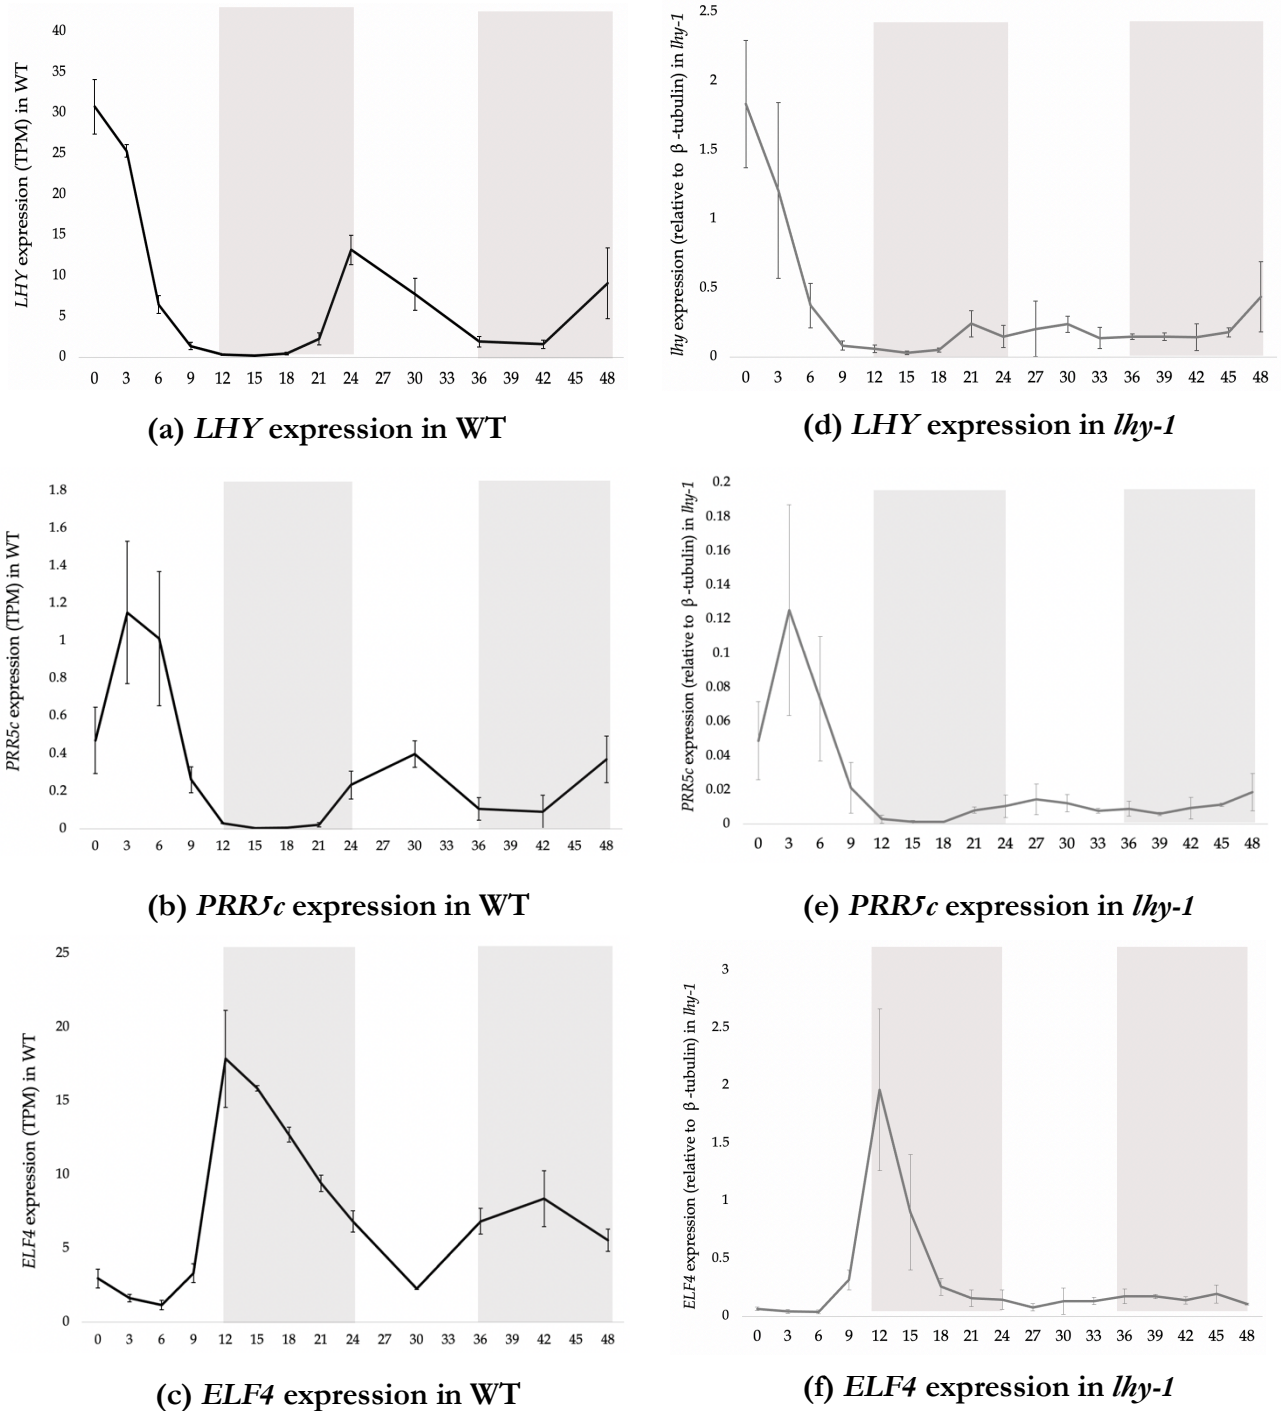 LHY expression (TPM) in WT
40
35
30
25
20
15
10
5
0
0 3 6 9 12 15 18 21 24 27 30 33 36 39 42 45 48
(a) LHY expression in WT
lhy expression (relative to β -tubulin) in lhy-1
2.5
2
1.5
1
0.5
0
0 3 6 9 12 15 18 21 24 27 30 33 36 39 42 45 48
(d) LHY expression in lhy-1
PRR5c expression (TPM) in WT
1.8
1.6
1.4
1.2
1
0.8
0.6
0.4
0.2
0
0 3 6 9 12 15 18 21 24 27 30 33 36 39 42 45 48
(b) PRR5c expression in WT
PRR5c expression (relative to β -tubulin) in lhy-1
0.2
0.18
0.16
0.14
0.12
0.1
0.08
0.06
0.04
0.02
0
0 3 6 9 12 15 18 21 24 27 30 33 36 39 42 45 48
(e) PRR5c expression in lhy-1
ELF4 expression (TPM) in WT
25
20
15
10
5
0
0 3 6 9 12 15 18 21 24 27 30 33 36 39 42 45 48
(c) ELF4 expression in WT
ELF4 expression (relative to β -tubulin) in lhy-1
3
2.5
2
1.5
1
0.5
0
0 3 6 9 12 15 18 21 24 27 30 33 36 39 42 45 48
(f) ELF4 expression in lhy-1